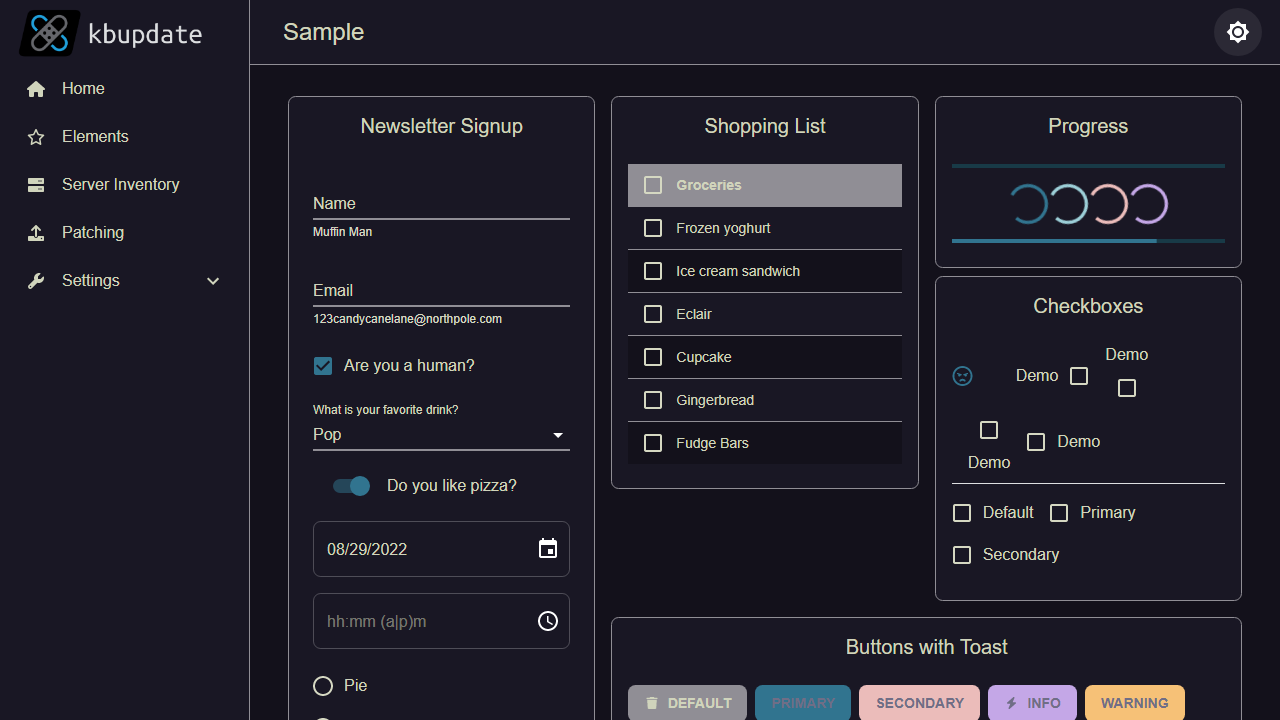 kbupdate
Sample
Home
Elements
Server Inventory
Patching
Settings
Newsletter Signup
Name
Muffin Man
Email
123candycanelane@northpole.com
Are you a human?
What is your favorite drink?
Pop
Do you like pizza?
08/29/2022
hh:mm (a|p)m
Pie
Shopping List
Groceries
Frozen yoghurt
Ice cream sandwich
Eclair
Cupcake
Gingerbread
Fudge Bars
Progress
Checkboxes
Demo
Demo
Demo
Demo
Default
Primary
Secondary
Buttons with Toast
DEFAULT
PRIMARY
SECONDARY
INFO
WARNING